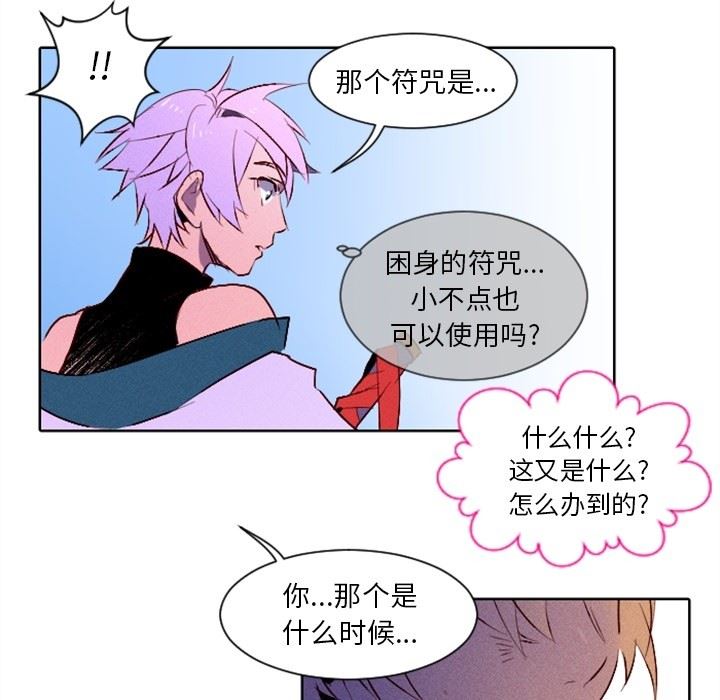 !!
那个符咒是...
困身的符咒...
小不点也
可以使用吗?
什么什么?
这又是什么?
怎么办到的?
你...那个是
什么时候...